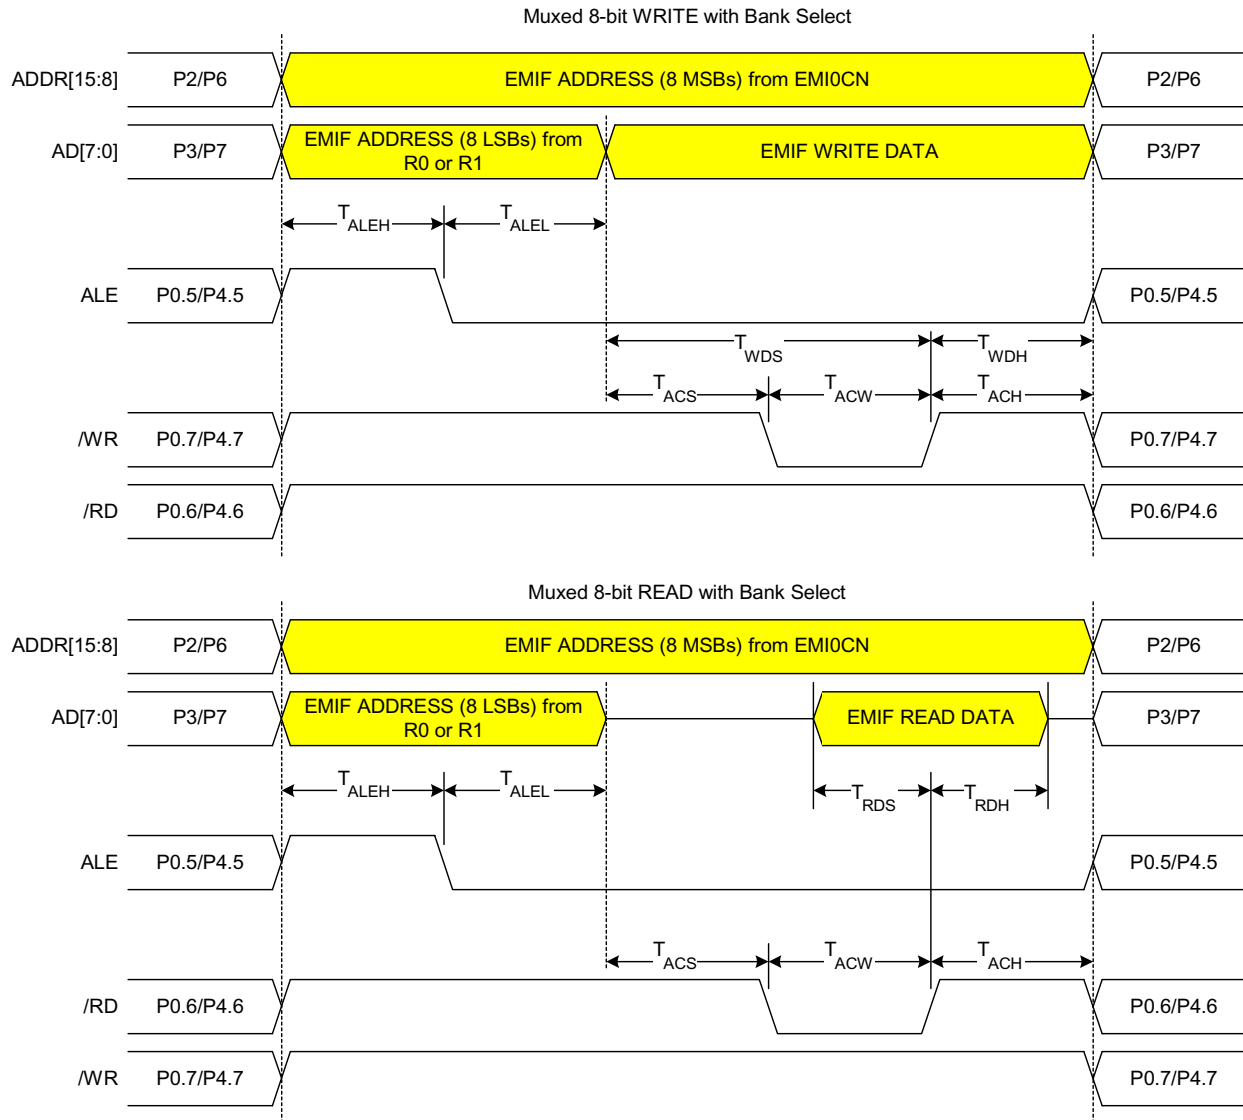 Muxed 8-bit WRITE with Bank Select
ADDR[15:8] P2/P6 EMIF ADDRESS (8 MSBs) from EMI0CN P2/P6
AD[7:0] P3/P7 EMIF ADDRESS (8 LSBs) from
R0 or R1 EMIF WRITE DATA P3/P7
TALEH TALEL
ALE P0.5/P4.5 P0.5/P4.5
TWDS TWDH
TACS TACW TACH
/WR P0.7/P4.7 P0.7/P4.7
/RD P0.6/P4.6 P0.6/P4.6
Muxed 8-bit READ with Bank Select
ADDR[15:8] P2/P6 EMIF ADDRESS (8 MSBs) from EMI0CN P2/P6
AD[7:0] P3/P7 EMIF ADDRESS (8 LSBs) from
R0 or R1 EMIF READ DATA P3/P7
TALEH TALEL TRDS TRDH
ALE P0.5/P4.5 P0.5/P4.5
TACS TACW TACH
/RD P0.6/P4.6 P0.6/P4.6
/WR P0.7/P4.7 P0.7/P4.7